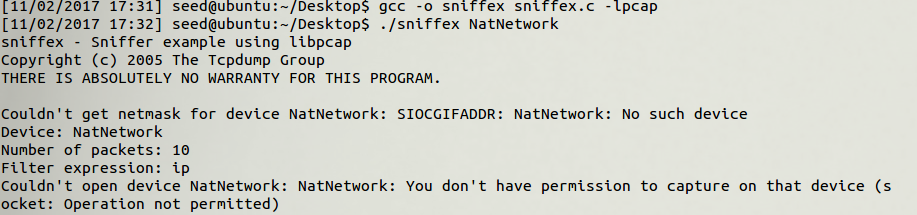 [11/02/2017 17:31] seed@ubuntu:~/Desktop$ gcc -o sniffex sniffex.c -lpcap
[11/02/2017 17:32] seed@ubuntu:~/Desktop$ ./sniffex NatNetwork
sniffex - Sniffer example using libpcap
Copyright (c) 2005 The Tcpdump Group
THERE IS ABSOLUTELY NO WARRANTY FOR THIS PROGRAM.

Couldn't get netmask for device NatNetwork: SIOCGIFADDR: NatNetwork: No such device
Device: NatNetwork
Number of packets: 10
Filter expression: ip
Couldn't open device NatNetwork: NatNetwork: You don't have permission to capture on that device (s
ocket: Operation not permitted)